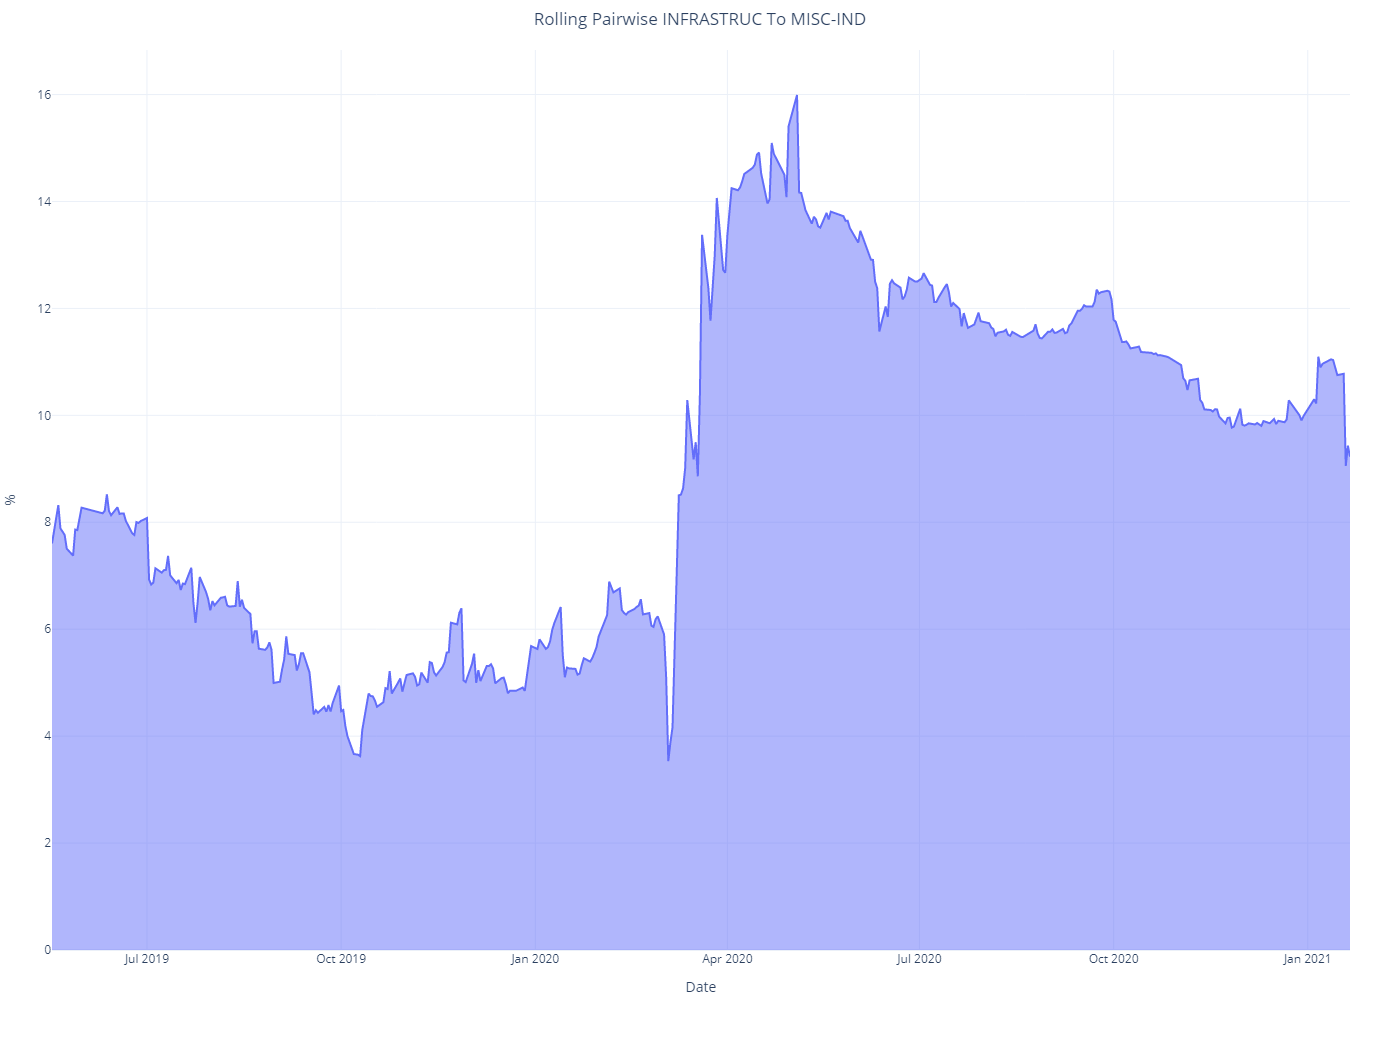 Rolling Pairwise INFRASTRUC To MISC-IND
16
14
12
10
8
6
4
2
0
%
Jul 2019
Oct 2019
Jan 2020
Apr 2020
Jul 2020
Oct 2020
Jan 2021
Date